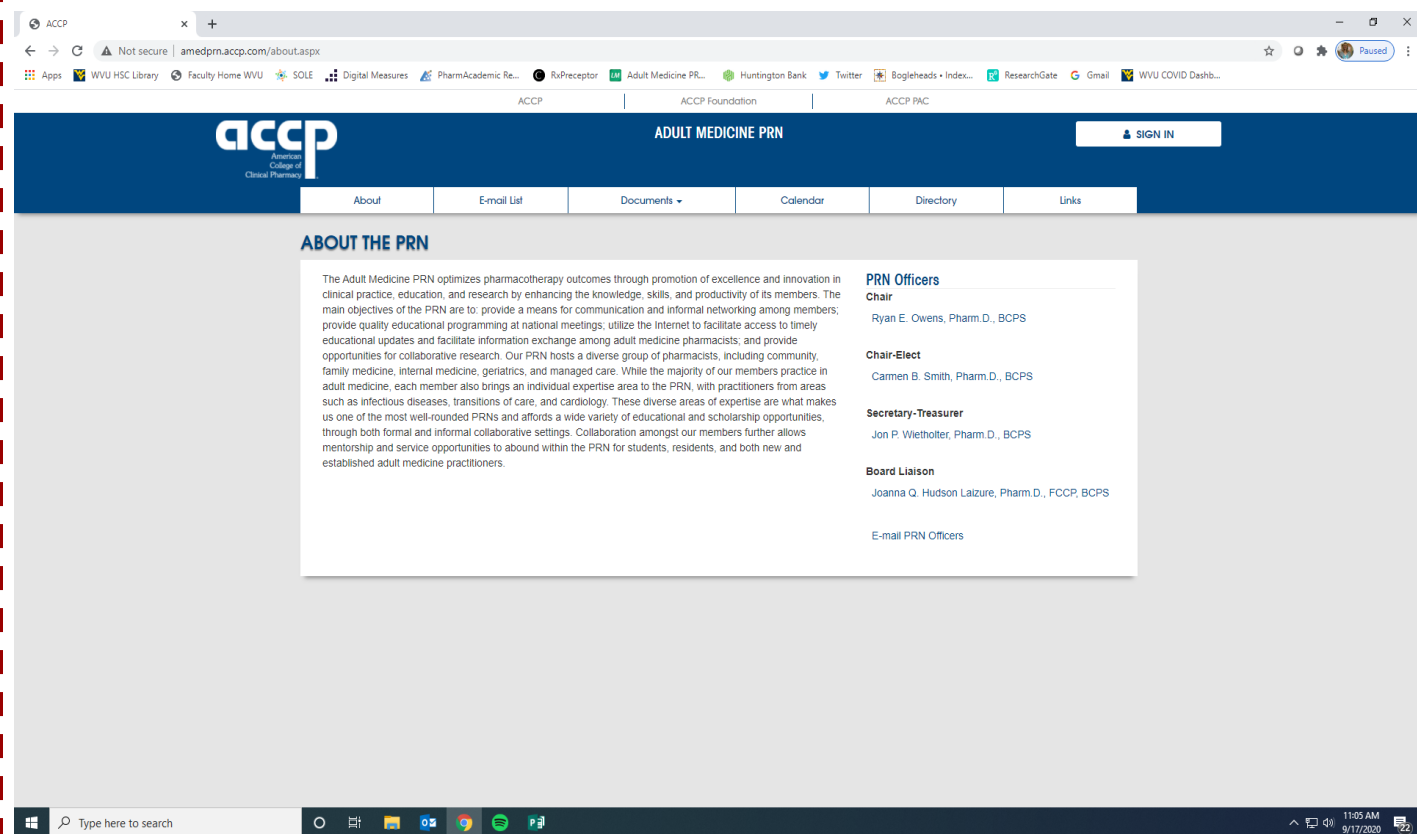 ACCP
Not secure | amedprn.accp.com/about.aspx
Paused
Apps WVU HSC Library Faculty Home WVU SOLE Digital Measures PharmAcademic Re... RxPreceptor Adult Medicine PR... Huntington Bank Twitter Bogleheads • Index... ResearchGate Gmail WVU COVID Dashb...
ACCP ACCP Foundation ACCP PAC
accp
American
College of
Clinical Pharmacy
ADULT MEDICINE PRN
SIGN IN
About E-mail List Documents Calendar Directory Links
ABOUT THE PRN
The Adult Medicine PRN optimizes pharmacotherapy outcomes through promotion of excellence and innovation in
clinical practice, education, and research by enhancing the knowledge, skills, and productivity of its members. The
main objectives of the PRN are to: provide a means for communication and informal networking among members;
provide quality educational programming at national meetings; utilize the Internet to facilitate access to timely
educational updates and facilitate information exchange among adult medicine pharmacists; and provide
opportunities for collaborative research. Our PRN hosts a diverse group of pharmacists, including community,
family medicine, internal medicine, geriatrics, and managed care. While the majority of our members practice in
adult medicine, each member also brings an individual expertise area to the PRN, with practitioners from areas
such as infectious diseases, transitions of care, and cardiology. These diverse areas of expertise are what makes
us one of the most well-rounded PRNs and affords a wide variety of educational and scholarship opportunities,
through both formal and informal collaborative settings. Collaboration amongst our members further allows
mentorship and service opportunities to abound within the PRN for students, residents, and both new and
established adult medicine practitioners.
PRN Officers
Chair
Ryan E. Owens, Pharm.D., BCPS
Chair-Elect
Carmen B. Smith, Pharm.D., BCPS
Secretary-Treasurer
Jon P. Wietholter, Pharm.D., BCPS
Board Liaison
Joanna Q. Hudson Laizure, Pharm.D., FCCP, BCPS
E-mail PRN Officers
Type here to search
11:05 AM
9/17/2020
22